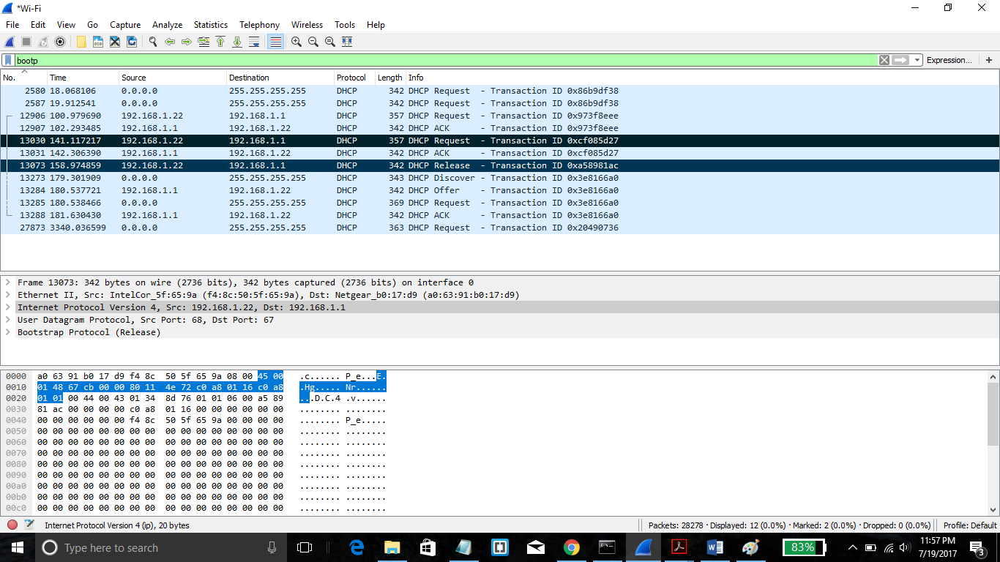 *Wi-Fi
File Edit View Go Capture Analyze Statistics Telephony Wireless Tools Help
bootp Expression... +
No. Time Source Destination Protocol Length Info
2580 18.068106 0.0.0.0 255.255.255.255 DHCP 342 DHCP Request - Transaction ID 0x86b9df38
2587 19.912541 0.0.0.0 255.255.255.255 DHCP 342 DHCP Request - Transaction ID 0x86b9df38
12906 100.979690 192.168.1.22 192.168.1.1 DHCP 357 DHCP Request - Transaction ID 0x973f8eee
12907 102.293485 192.168.1.1 192.168.1.22 DHCP 342 DHCP ACK - Transaction ID 0x973f8eee
13030 141.117217 192.168.1.22 192.168.1.1 DHCP 357 DHCP Request - Transaction ID 0xcf085d27
13031 142.306390 192.168.1.1 192.168.1.22 DHCP 342 DHCP ACK - Transaction ID 0xcf085d27
13073 158.974859 192.168.1.22 192.168.1.1 DHCP 342 DHCP Release - Transaction ID 0xa58981ac
13273 179.301909 0.0.0.0 255.255.255.255 DHCP 343 DHCP Discover - Transaction ID 0x3e8166a0
13284 180.537721 192.168.1.1 192.168.1.22 DHCP 342 DHCP Offer - Transaction ID 0x3e8166a0
13285 180.538466 0.0.0.0 255.255.255.255 DHCP 369 DHCP Request - Transaction ID 0x3e8166a0
13288 181.630430 192.168.1.1 192.168.1.22 DHCP 342 DHCP ACK - Transaction ID 0x3e8166a0
27873 3340.036599 0.0.0.0 255.255.255.255 DHCP 363 DHCP Request - Transaction ID 0x20490736
Frame 13073: 342 bytes on wire (2736 bits), 342 bytes captured (2736 bits) on interface 0
Ethernet II, Src: IntelCor_5f:65:9a (f4:8c:50:5f:65:9a), Dst: Netgear_b0:17:d9 (a0:63:91:b0:17:d9)
Internet Protocol Version 4, Src: 192.168.1.22, Dst: 192.168.1.1
User Datagram Protocol, Src Port: 68, Dst Port: 67
Bootstrap Protocol (Release)
0000 a0 63 91 b0 17 d9 f4 8c 50 5f 65 9a 08 00 45 00 .c...... P_e...E.
0010 01 48 67 cb 00 00 80 11 4e 72 c0 a8 01 16 c0 a8 .Hg..... Nr......
0020 01 01 00 44 00 43 01 34 8d 76 01 01 06 00 a5 89 ...D.C.4 .v......
0030 81 ac 00 00 00 00 c0 a8 01 16 00 00 00 00 00 00 ........ ........
0040 00 00 00 00 00 00 f4 8c 50 5f 65 9a 00 00 00 00 ........ P_e.....
0050 00 00 00 00 00 00 00 00 00 00 00 00 00 00 00 00 ........ ........
0060 00 00 00 00 00 00 00 00 00 00 00 00 00 00 00 00 ........ ........
0070 00 00 00 00 00 00 00 00 00 00 00 00 00 00 00 00 ........ ........
0080 00 00 00 00 00 00 00 00 00 00 00 00 00 00 00 00 ........ ........
0090 00 00 00 00 00 00 00 00 00 00 00 00 00 00 00 00 ........ ........
00a0 00 00 00 00 00 00 00 00 00 00 00 00 00 00 00 00 ........ ........
00b0 00 00 00 00 00 00 00 00 00 00 00 00 00 00 00 00 ........ ........
00c0 00 00 00 00 00 00 00 00 00 00 00 00 00 00 00 00 ........ ........
Internet Protocol Version 4 (ip), 20 bytes Packets: 28278 · Displayed: 12 (0.0%) · Marked: 2 (0.0%) · Dropped: 0 (0.0%) Profile: Default
Type here to search 83% 11:57 PM
7/19/2017 3